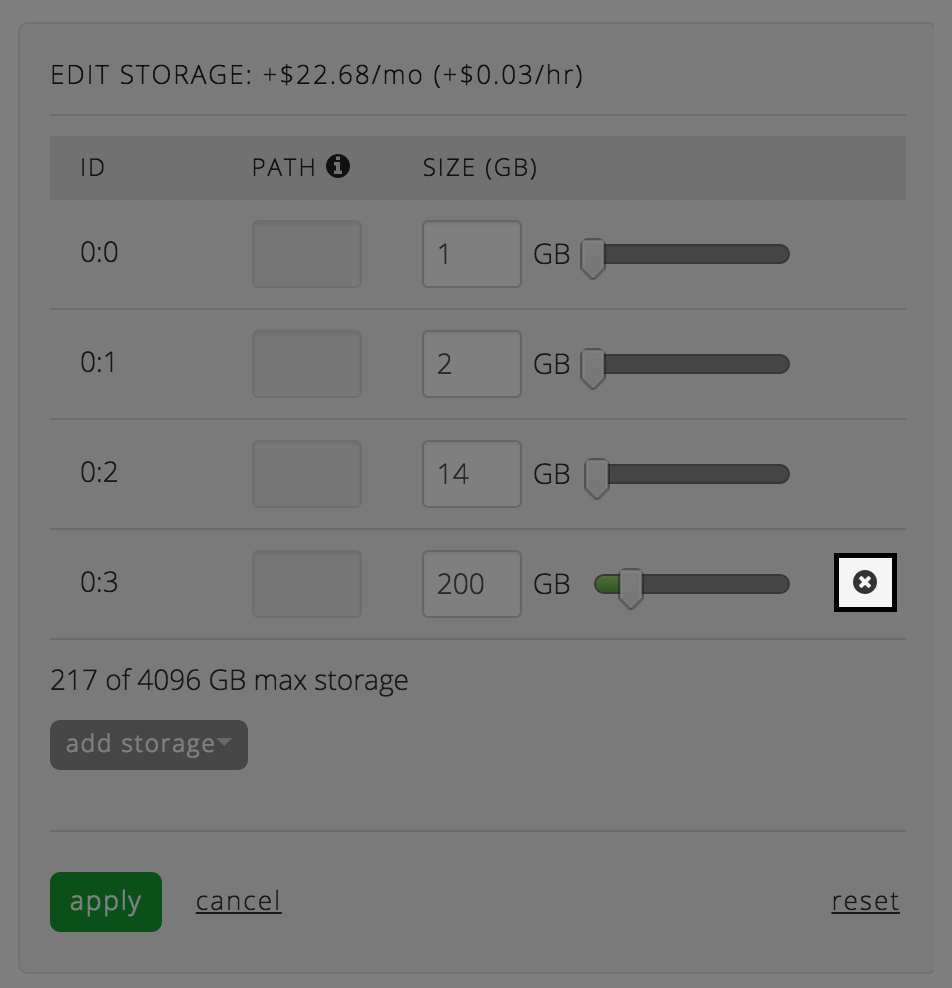 EDIT STORAGE: +$22.68/mo (+$0.03/hr)
ID PATH SIZE (GB)
0:0 1 GB
0:1 2 GB
0:2 14 GB
0:3 200 GB
217 of 4096 GB max storage
add storage
apply cancel reset